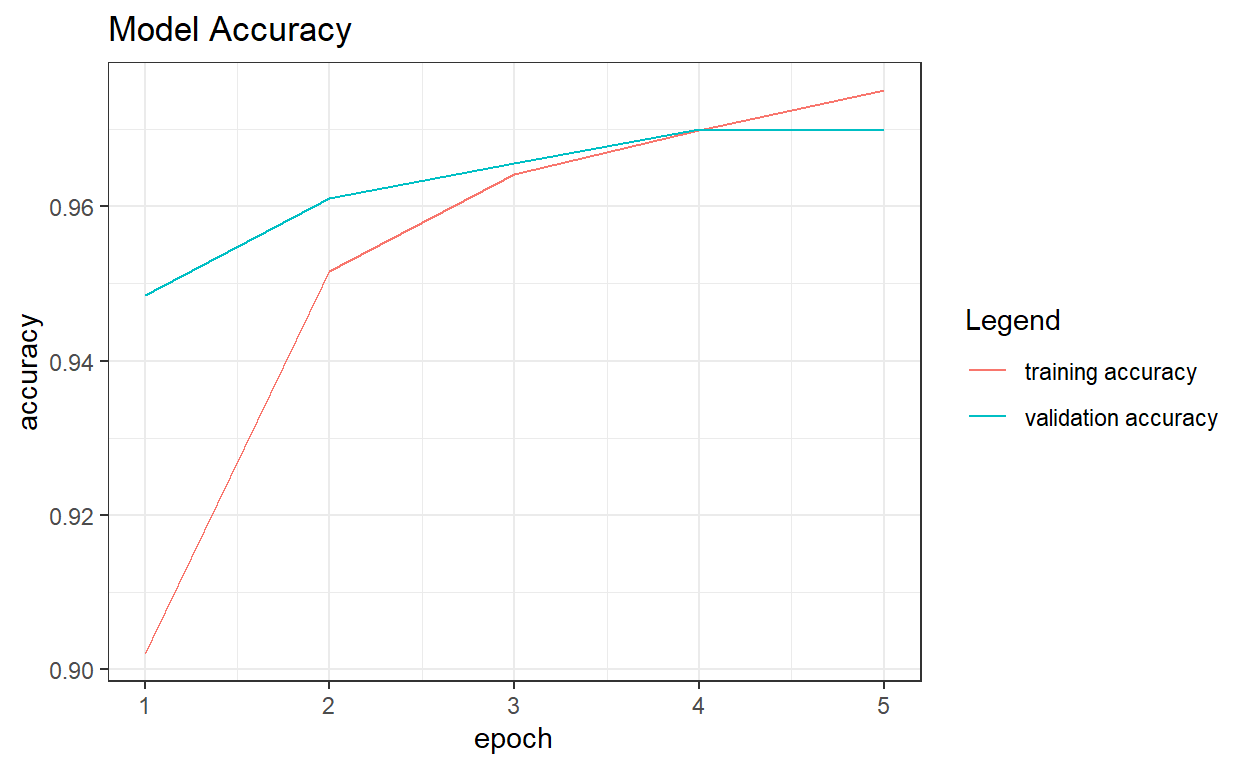 Model Accuracy
0.96
0.94
0.92
0.90
accuracy
1 2 3 4 5
epoch
Legend
training accuracy
validation accuracy